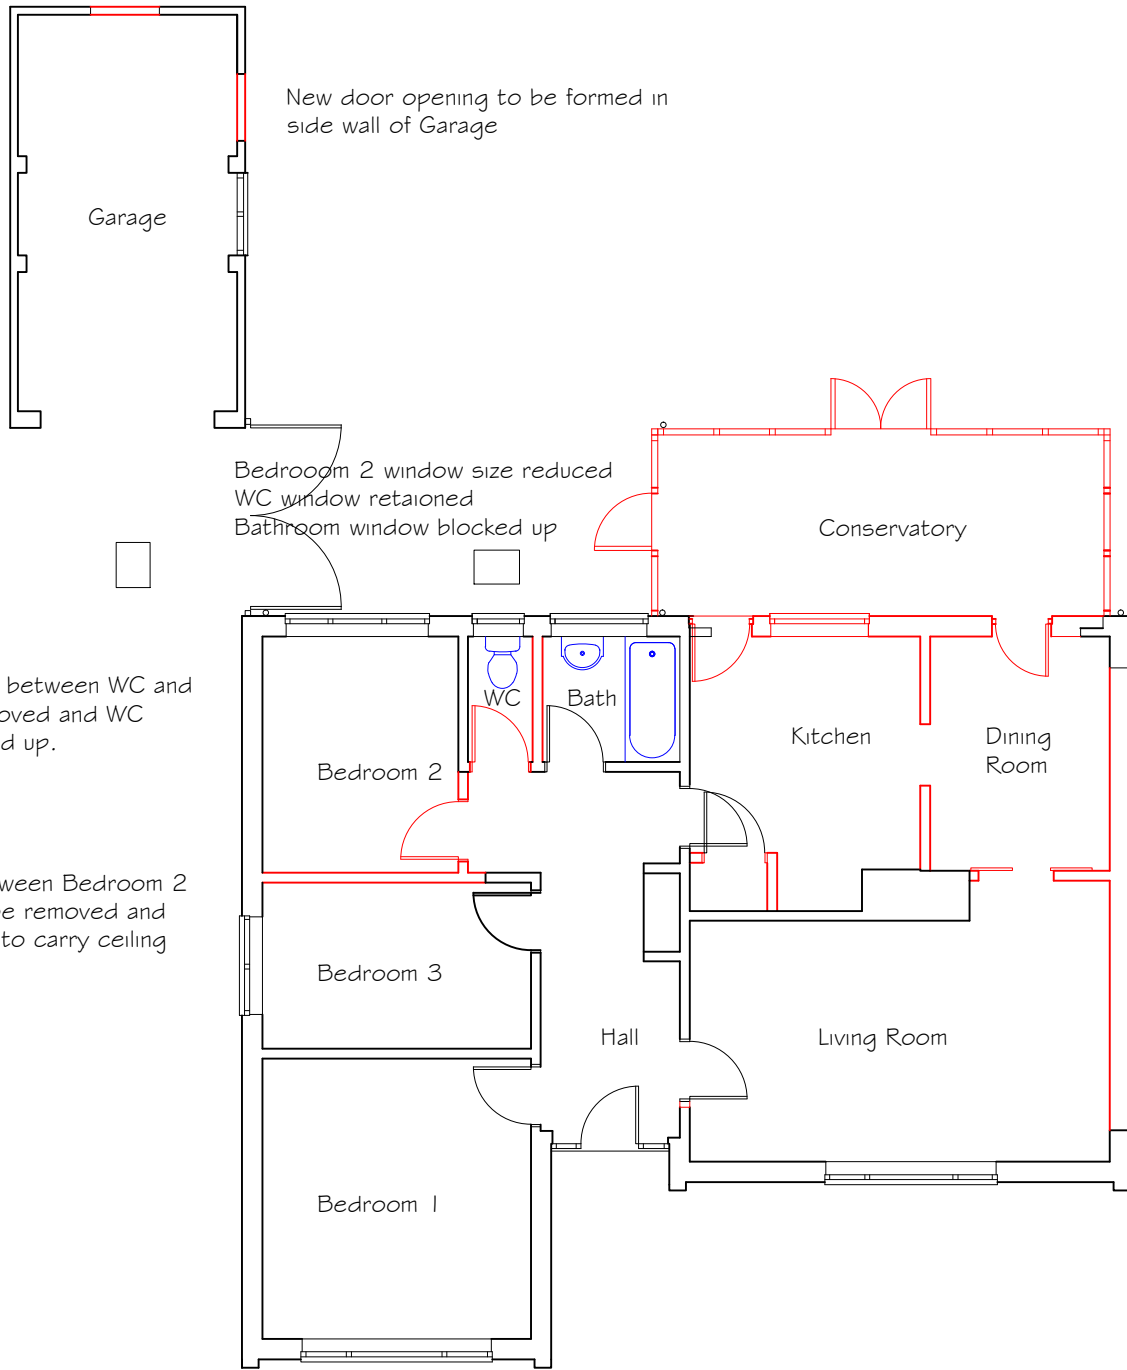 New door opening to be formed in
side wall of Garage
Garage
Bedrooom 2 window size reduced
WC window retaioned
Bathroom window blocked up
Conservatory
between WC and
oved and WC
d up.
WC
Bath
Kitchen
Dining
Room
Bedroom 2
ween Bedroom 2
e removed and
to carry ceiling
Bedroom 3
Hall
Living Room
Bedroom 1